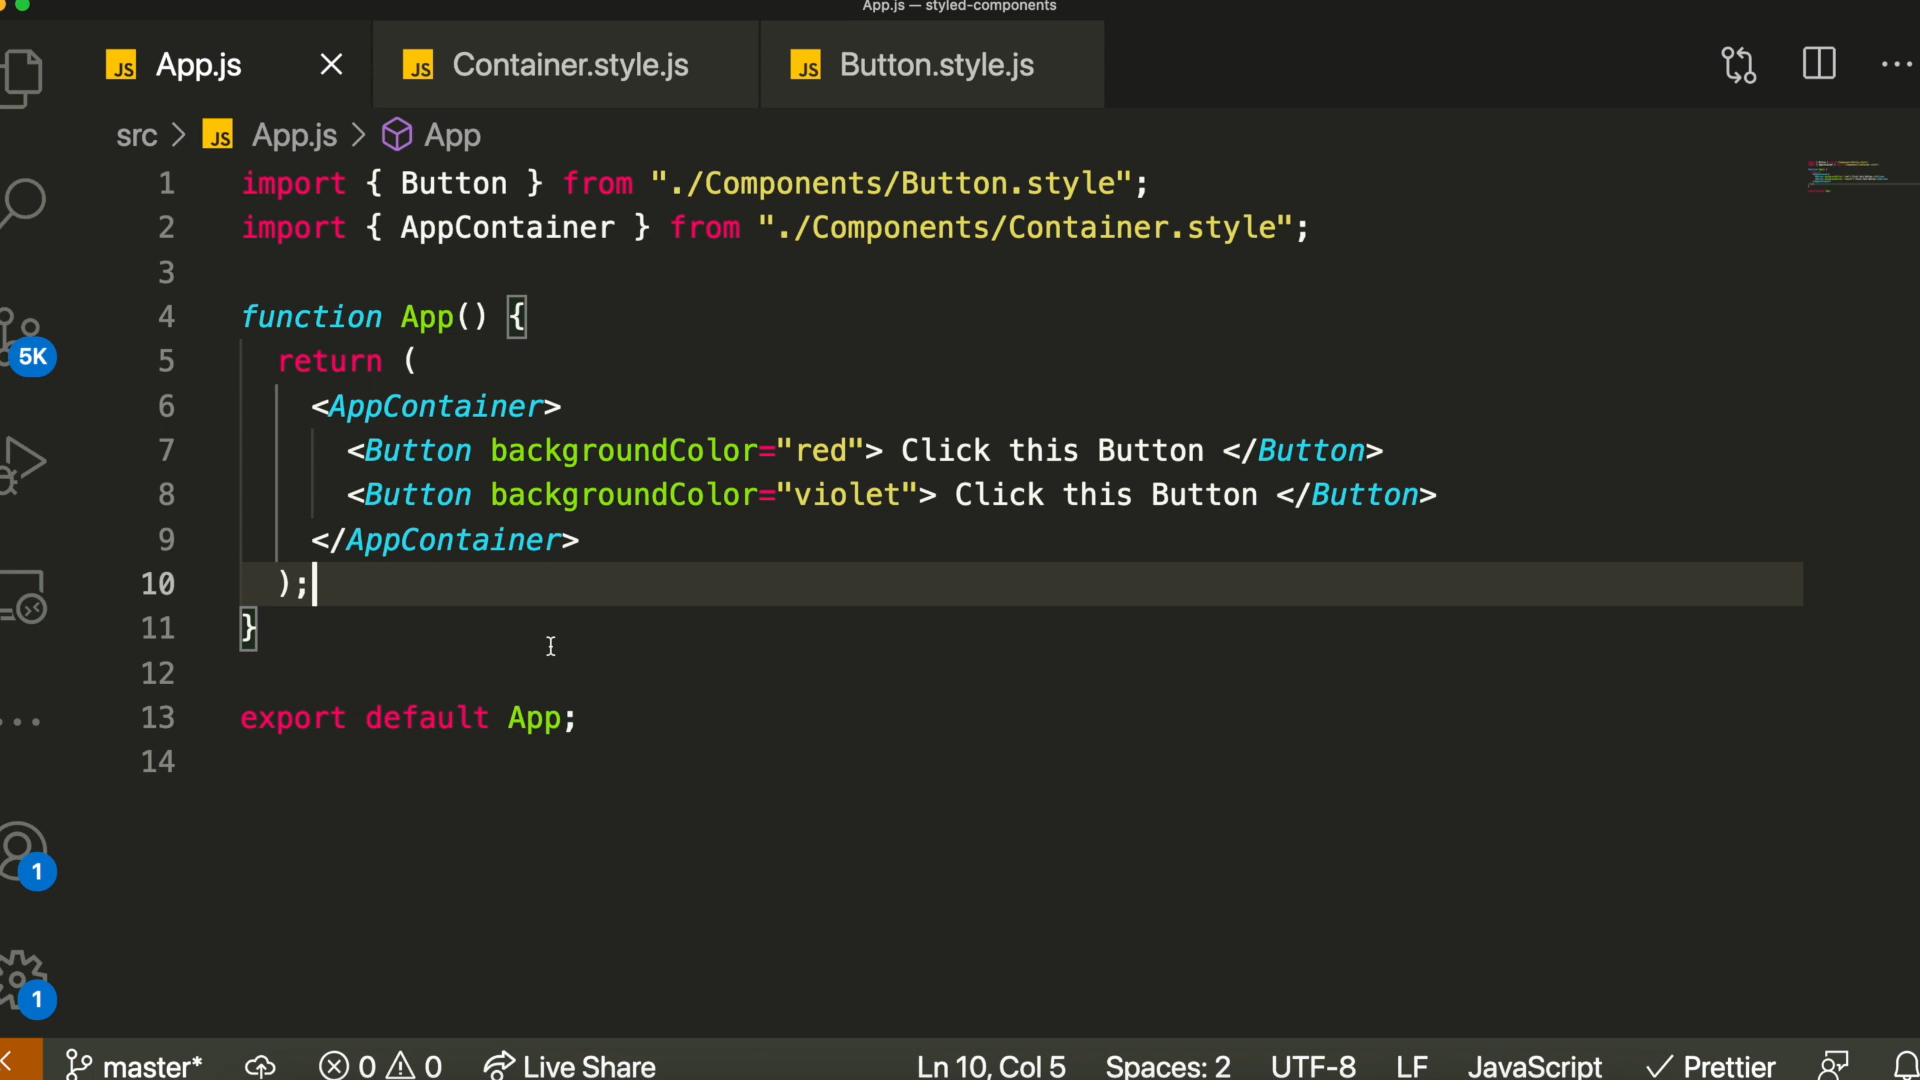 App.js — styled-components
JS App.js JS Container.style.js JS Button.style.js
src > JS App.js > App
1 import { Button } from "./Components/Button.style";
2 import { AppContainer } from "./Components/Container.style";
3
4 function App() {
5 return (
6 <AppContainer>
7 <Button backgroundColor="red"> Click this Button </Button>
8 <Button backgroundColor="violet"> Click this Button </Button>
9 </AppContainer>
10 );
11 }
12
13 export default App;
14
5K
1
1
master* 0 0 Live Share Ln 10, Col 5 Spaces: 2 UTF-8 LF JavaScript Prettier